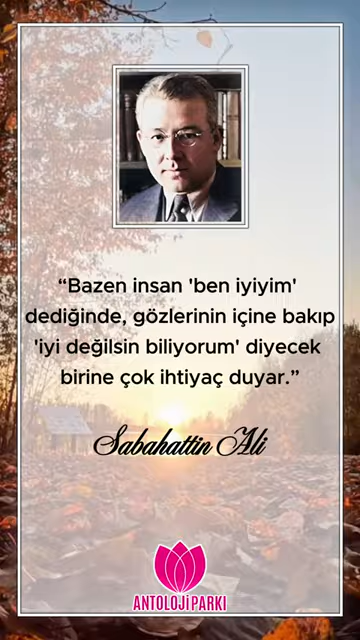 “Bazen insan 'ben iyiyim'
dediğinde, gözlerinin içine bakıp
'iyi değilsin biliyorum' diyecek
birine çok ihtiyaç duyar.”
Sabahattin Ali
ANTOLOJİPARKI